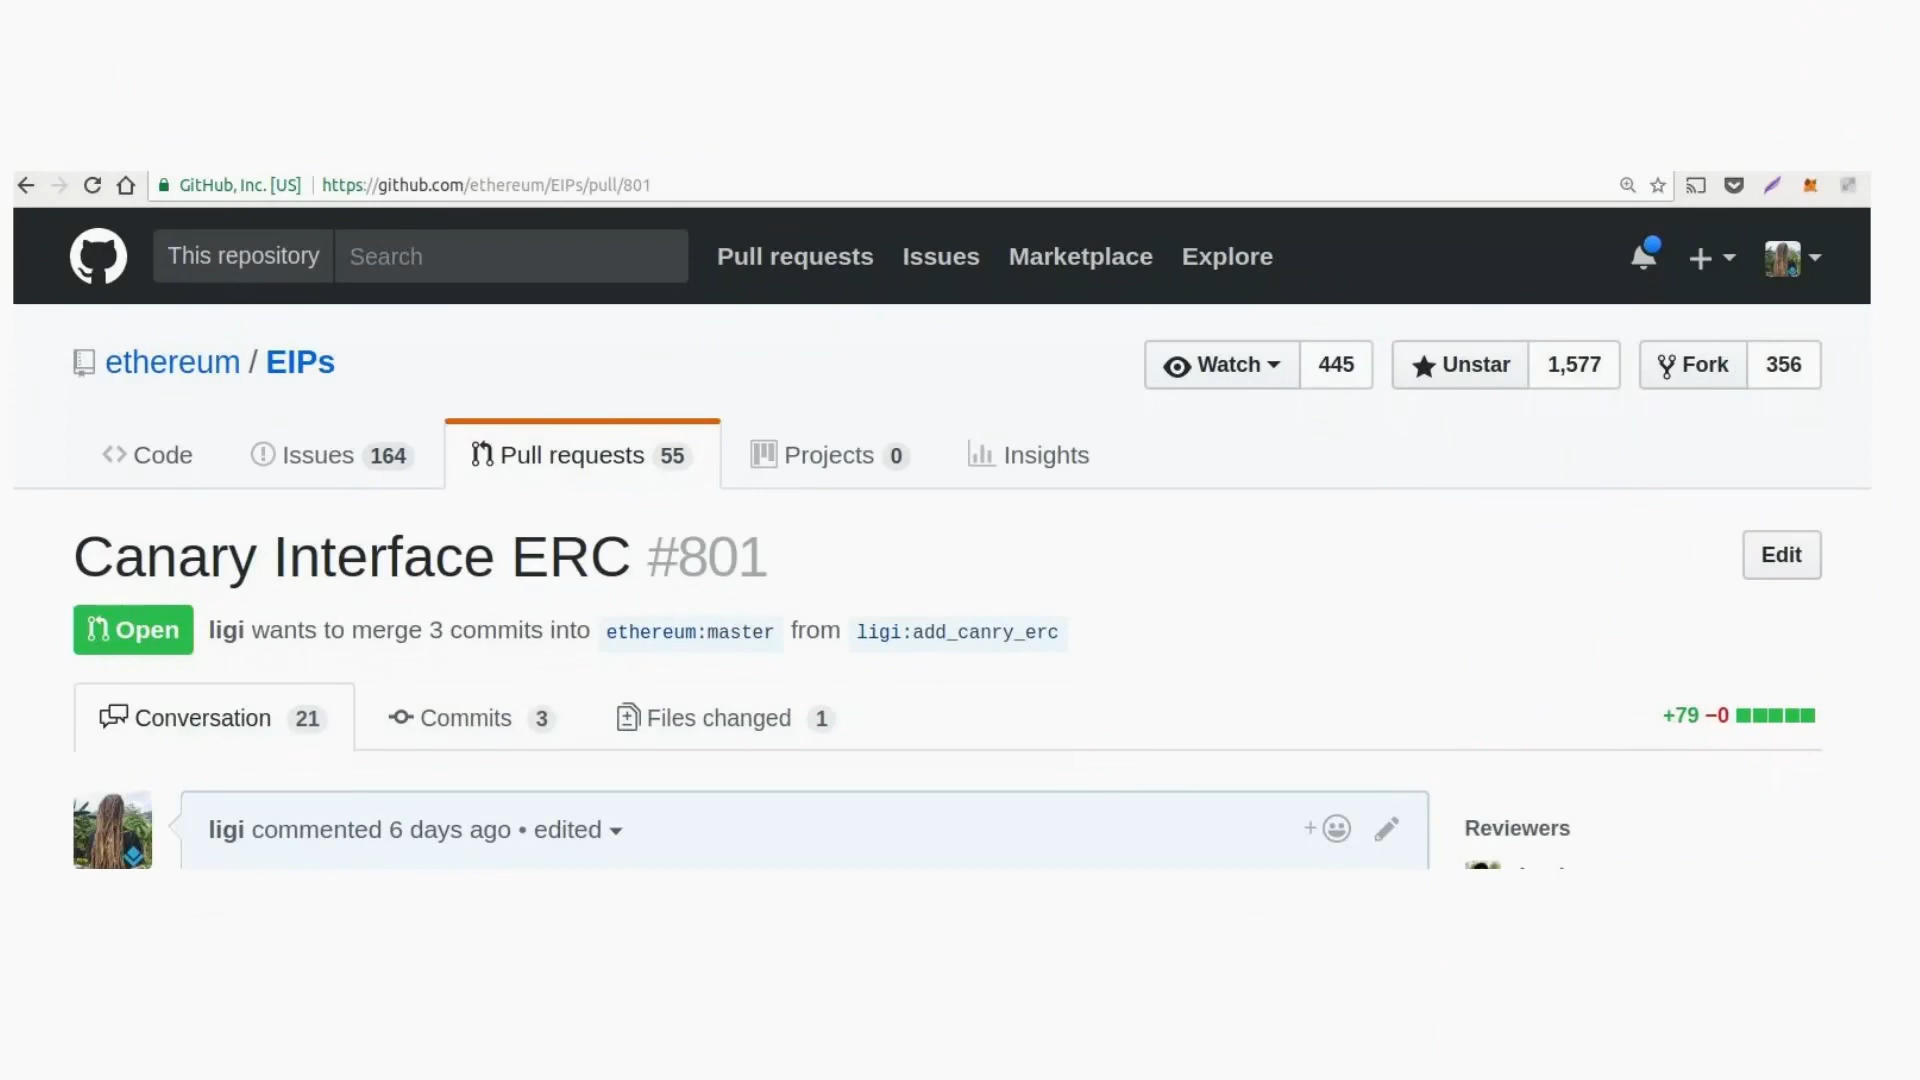 GitHub, Inc. [US] https://github.com/ethereum/EIPs/pull/801
This repository Search Pull requests Issues Marketplace Explore
ethereum / EIPs Watch 445 Unstar 1,577 Fork 356
Code Issues 164 Pull requests 55 Projects 0 Insights
Canary Interface ERC #801 Edit
Open ligi wants to merge 3 commits into ethereum:master from ligi:add_canry_erc
Conversation 21 Commits 3 Files changed 1 +79 −0
ligi commented 6 days ago • edited Reviewers